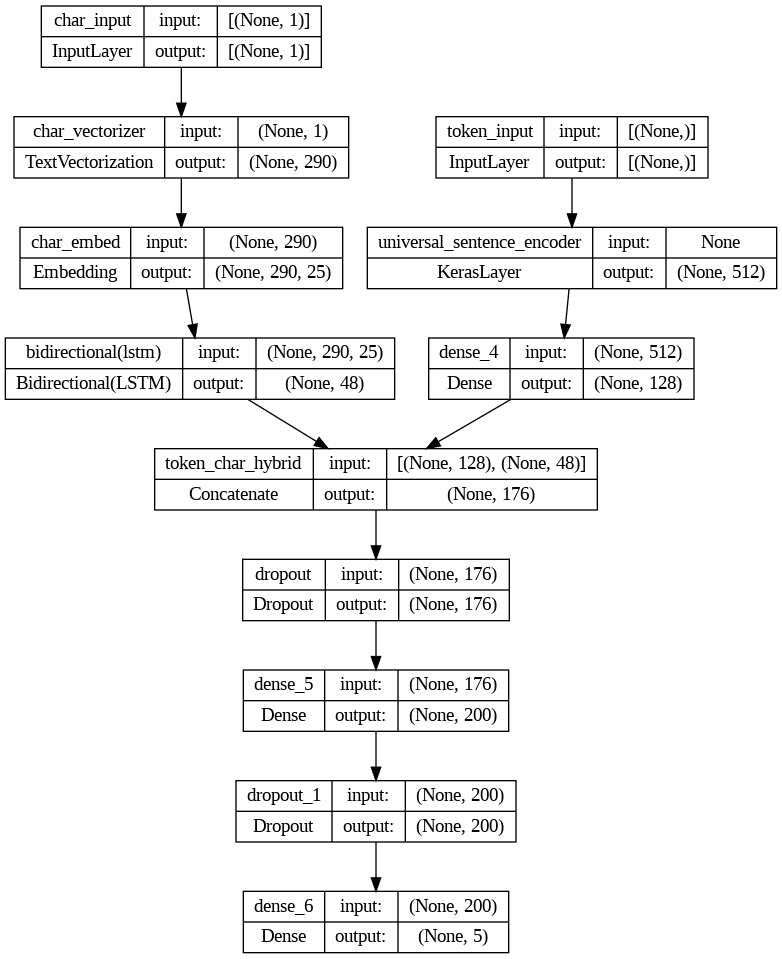 char_input input: [(None, 1)]
InputLayer output: [(None, 1)]
char_vectorizer input: (None, 1)
TextVectorization output: (None, 290)
token_input input: [(None,)]
InputLayer output: [(None,)]
char_embed input: (None, 290)
Embedding output: (None, 290, 25)
universal_sentence_encoder input: None
KerasLayer output: (None, 512)
bidirectional(lstm) input: (None, 290, 25)
Bidirectional(LSTM) output: (None, 48)
dense_4 input: (None, 512)
Dense output: (None, 128)
token_char_hybrid input: [(None, 128), (None, 48)]
Concatenate output: (None, 176)
dropout input: (None, 176)
Dropout output: (None, 176)
dense_5 input: (None, 176)
Dense output: (None, 200)
dropout_1 input: (None, 200)
Dropout output: (None, 200)
dense_6 input: (None, 200)
Dense output: (None, 5)